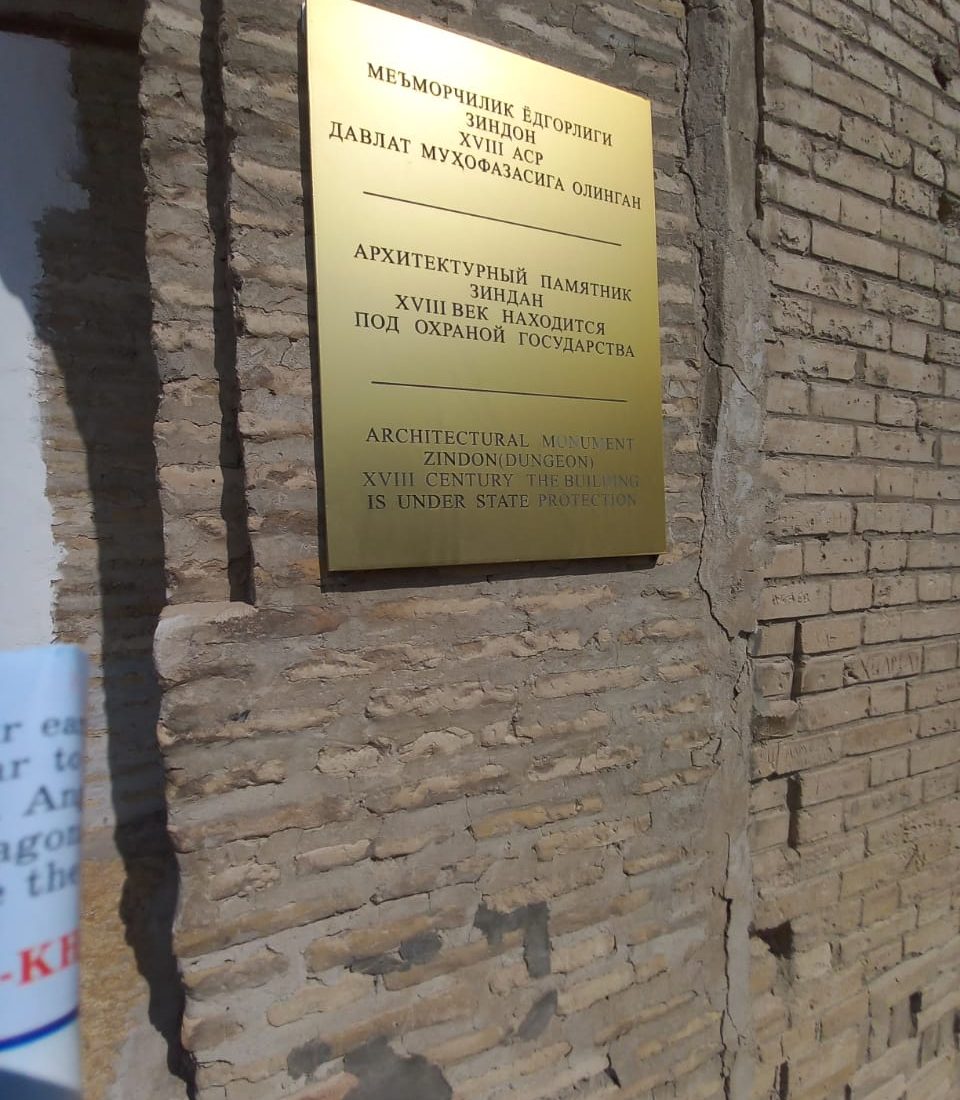 МЕЪМОРЧИЛИК ЁДГОРЛИГИ
ЗИНДОН
XVIII АСР
ДАВЛАТ МУҲОФАЗАСИГА ОЛИНГАН
АРХИТЕКТУРНЫЙ ПАМЯТНИК
ЗИНДАН
XVIII ВЕК НАХОДИТСЯ
ПОД ОХРАНОЙ ГОСУДАРСТВА
ARCHITECTURAL MONUMENT
ZINDON(DUNGEON)
XVIII CENTURY THE BUILDING
IS UNDER STATE PROTECTION
the